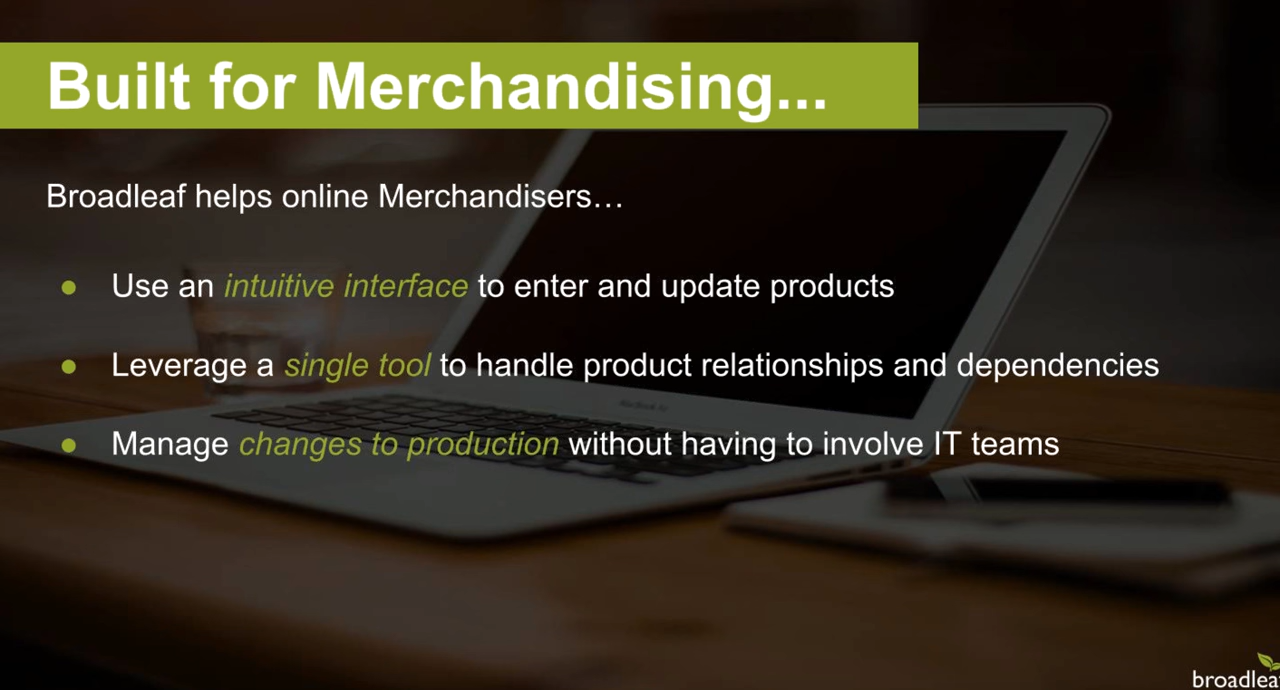 Built for Merchandising...
Broadleaf helps online Merchandisers…
● Use an intuitive interface to enter and update products
● Leverage a single tool to handle product relationships and dependencies
● Manage changes to production without having to involve IT teams